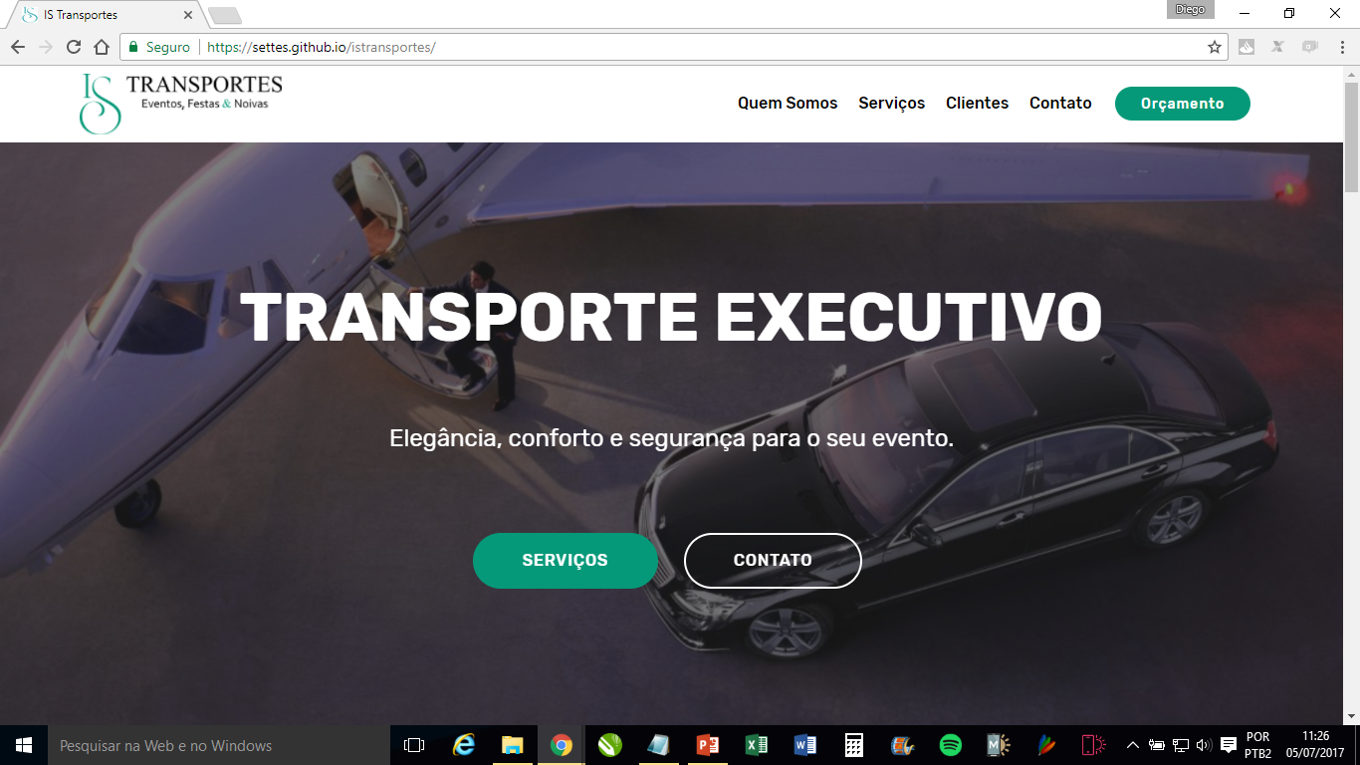 IS Transportes
Diego
Seguro
https://settes.github.io/istransportes/
IS TRANSPORTES
Eventos, Festas & Noivas
Quem Somos
Serviços
Clientes
Contato
Orçamento
TRANSPORTE EXECUTIVO
Elegância, conforto e segurança para o seu evento.
SERVIÇOS
CONTATO
Pesquisar na Web e no Windows
POR
PTB2
11:26
05/07/2017